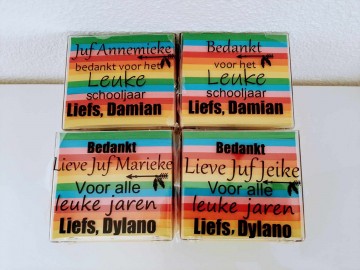 Juf Annemieke
bedankt voor het
Leuke
schooljaar
Liefs, Damian
Bedankt
voor het
Leuke
schooljaar
Liefs, Damian
Bedankt
Lieve Juf Marieke
Voor alle
leuke jaren
Liefs, Dylano
Bedankt
Lieve Juf Jeike
Voor alle
leuke jaren
Liefs, Dylano